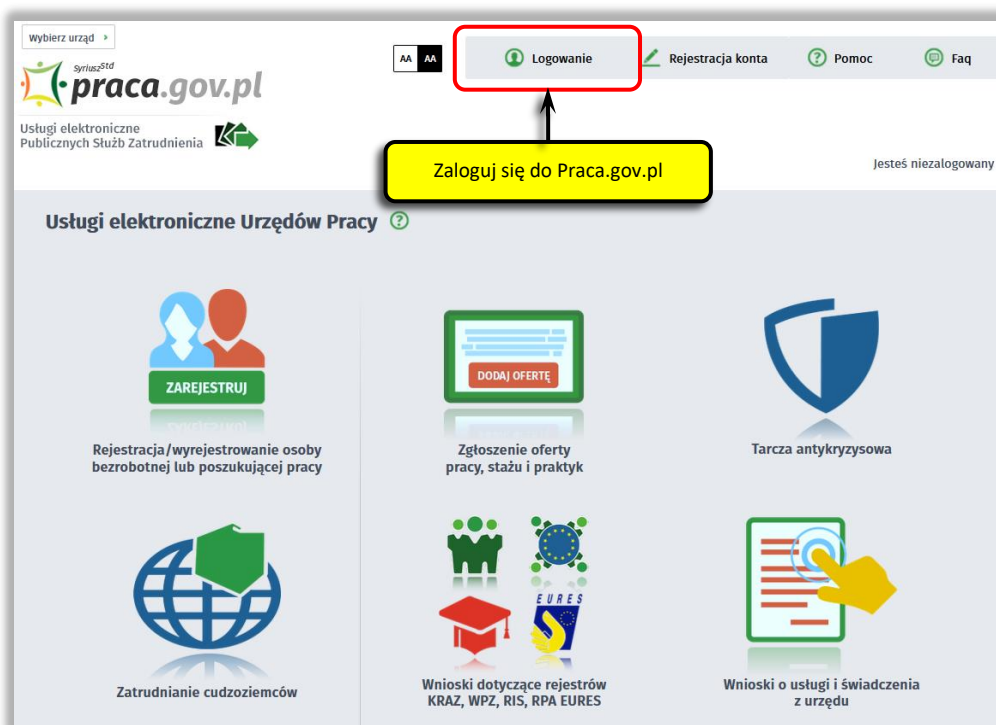 Wybierz urząd
AA AA
Logowanie
Rejestracja konta
Pomoc
Faq
Syriusz Std
praca.gov.pl
Usługi elektroniczne
Publicznych Służb Zatrudnienia
Zaloguj się do Praca.gov.pl
Jesteś niezalogowany
Usługi elektroniczne Urzędów Pracy
ZAREJESTRUJ
Rejestracja/wyrejestrowanie osoby
bezrobotnej lub poszukującej pracy
DODAJ OFERTĘ
Zgłoszenie oferty
pracy, stażu i praktyk
Tarcza antykryzysowa
Zatrudnianie cudzoziemców
EURES
Wnioski dotyczące rejestrów
KRAZ, WPZ, RIS, RPA EURES
Wnioski o usługi i świadczenia
z urzędu